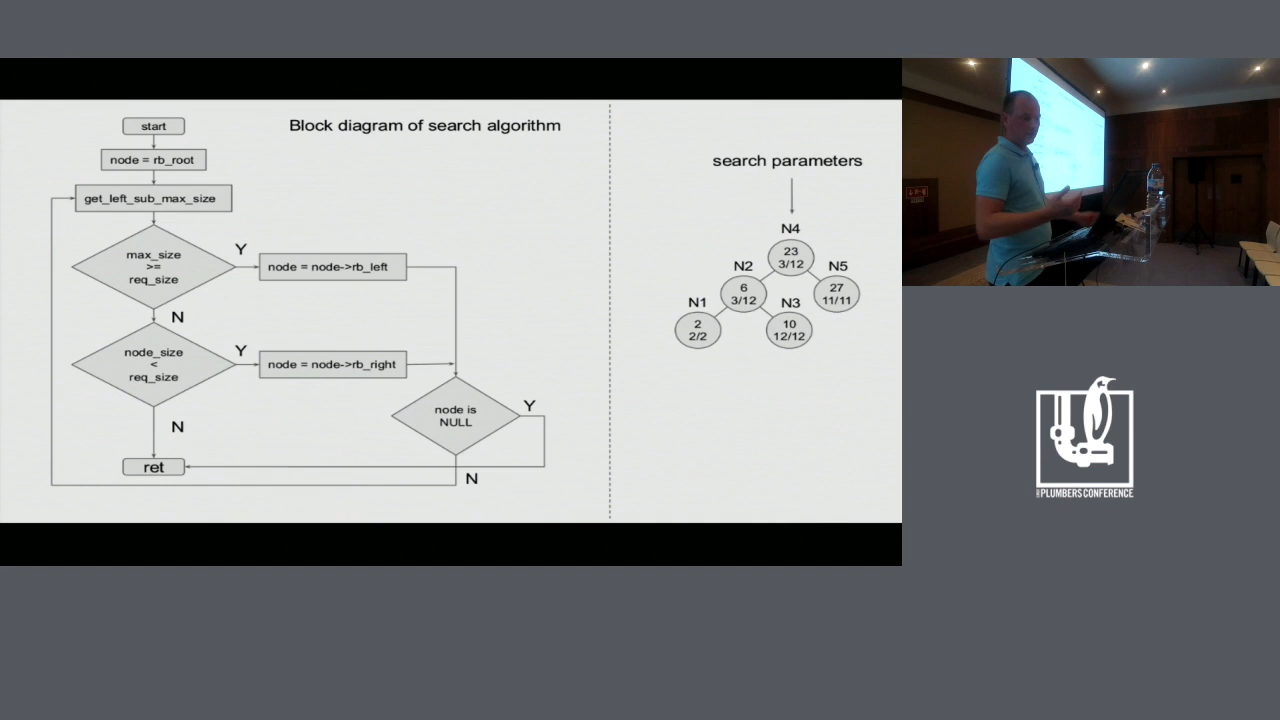 Block diagram of search algorithm
start
node = rb_root
get_left_sub_max_size
max_size
>=
req_size
Y
node = node->rb_left
N
node_size
<
req_size
Y
node = node->rb_right
node is
NULL
Y
N
ret
N
search parameters
N4
23
3/12
N2
6
3/12
N5
27
11/11
N1
2
2/2
N3
10
12/12
PLUMBERS CONFERENCE